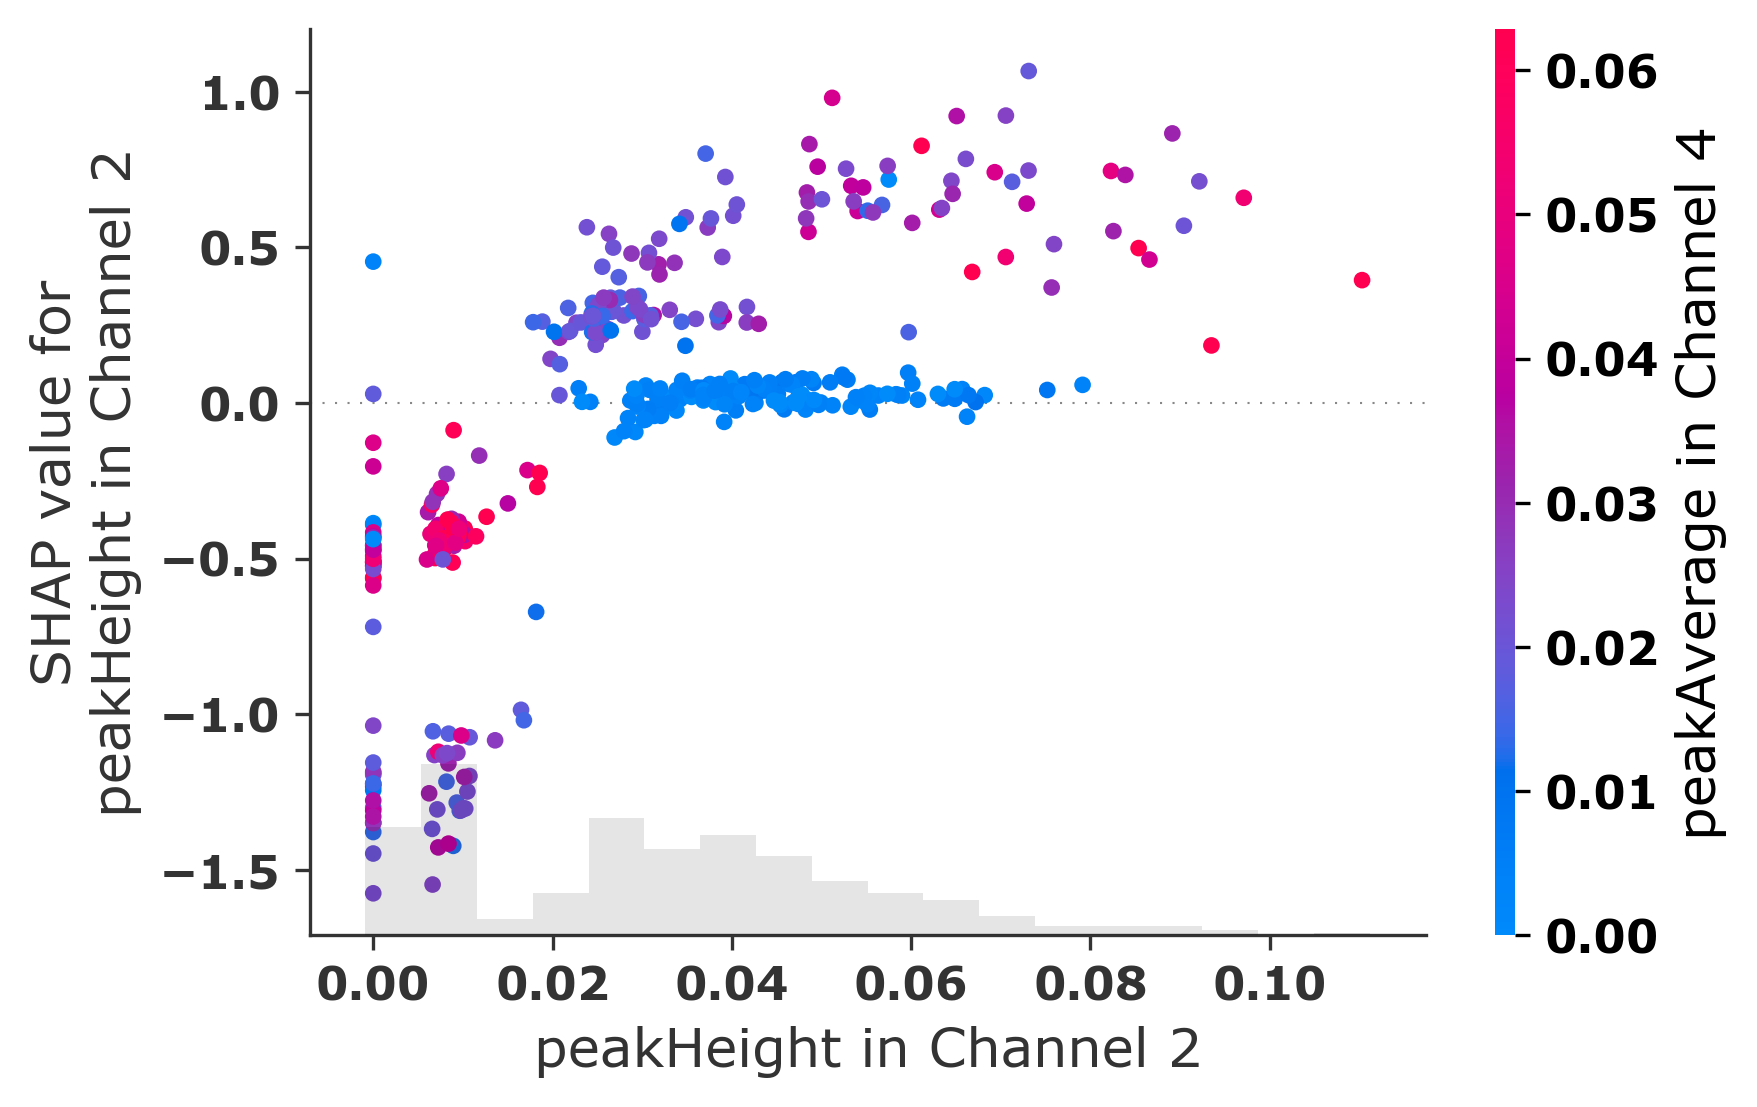 SHAP value for
peakHeight in Channel 2
1.0
0.5
0.0
−0.5
−1.0
−1.5
0.00 0.02 0.04 0.06 0.08 0.10
peakHeight in Channel 2
0.06
0.05
0.04
0.03
0.02
0.01
0.00
peakAverage in Channel 4